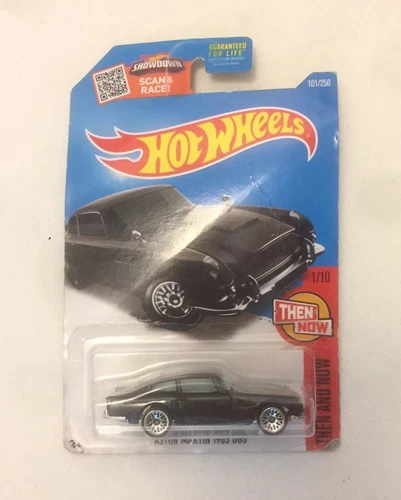 SHOWDOWN
SCAN &
RACE!
GUARANTEED
FOR LIFE
101/250
HOT WHEELS
1/10
THEN
AND
NOW
THEN AND NOW
ASTON MARTIN 1963 DB5